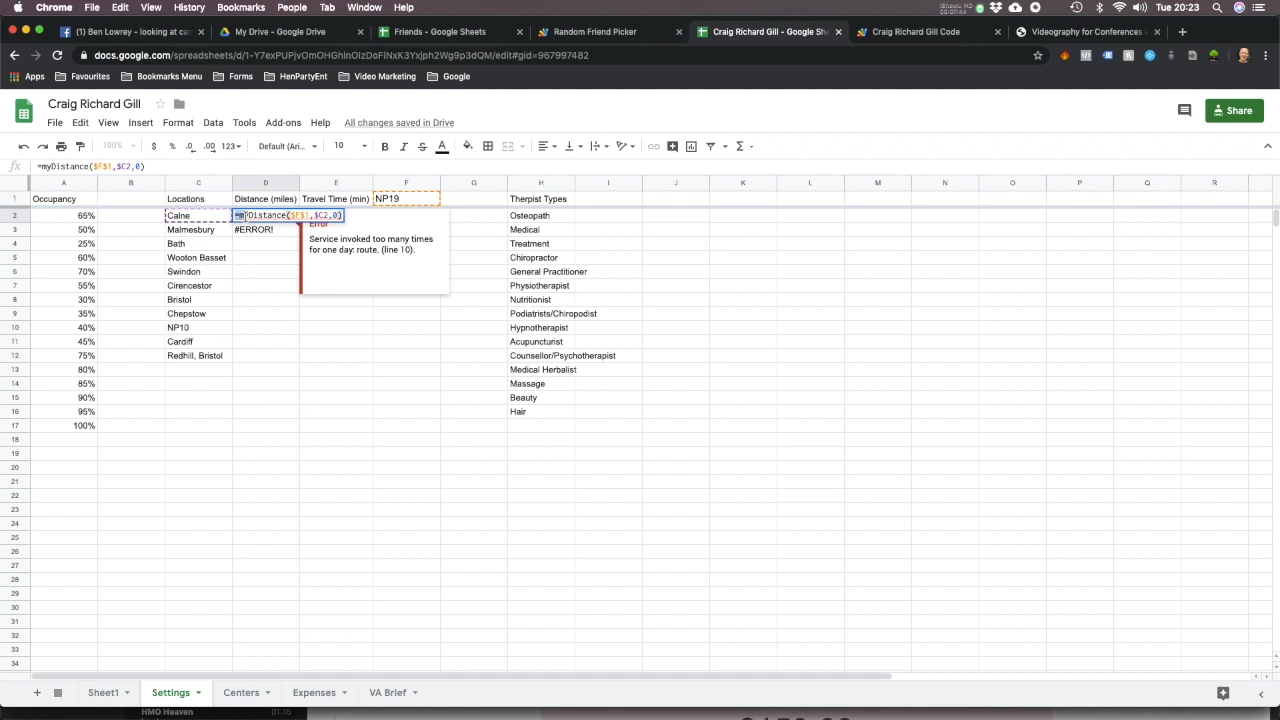 Chrome File Edit View History Bookmarks People Tab Window Help Tue 20:23
(1) Ben Lowrey - looking at can My Drive - Google Drive Friends - Google Sheets Random Friend Picker Craig Richard Gill - Google Sh Craig Richard Gill Code Videography for Conferences a
docs.google.com/spreadsheets/d/1-Y7exPUPjvOmOHGhInOIzDoFiNxK3Yxjph2Wg9p3dQM/edit#gid=967997482
Apps Favourites Bookmarks Menu Forms HenPartyEnt Video Marketing Google
Craig Richard Gill
Share
File Edit View Insert Format Data Tools Add-ons Help All changes saved in Drive
100% $ % .0 .00 123 Default (Ari... 10 B I S A
fx =myDistance($F$1,$C2,0)
A B C D E F G H I J K L M N O P Q R
1 Occupancy Locations Distance (miles) Travel Time (min) NP19 Therpist Types
2 65% Calne =myDistance($F$1,$C2,0) Osteopath
Error
3 50% Malmesbury #ERROR! Medical
Service invoked too many times
for one day: route. (line 10).
4 25% Bath Treatment
5 60% Wooton Basset Chiropractor
6 70% Swindon General Practitioner
7 55% Cirencestor Physiotherapist
8 30% Bristol Nutritionist
9 35% Chepstow Podiatrists/Chiropodist
10 40% NP10 Hypnotherapist
11 45% Cardiff Acupuncturist
12 75% Redhill, Bristol Counsellor/Psychotherapist
13 80% Medical Herbalist
14 85% Massage
15 90% Beauty
16 95% Hair
17 100%
18
19
20
21
22
23
24
25
26
27
28
29
30
31
32
33
34
Sheet1 Settings Centers Expenses VA Brief
HMO Heaven 01:16